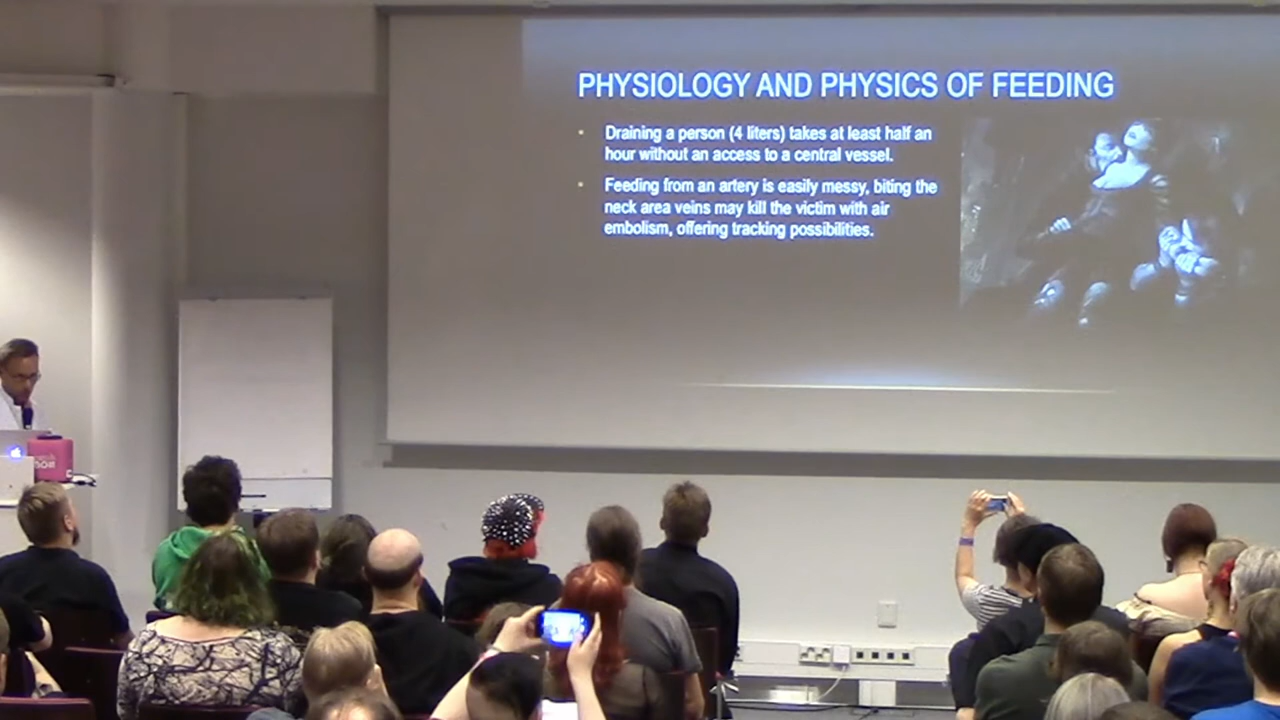 PHYSIOLOGY AND PHYSICS OF FEEDING
• Draining a person (4 liters) takes at least half an
hour without an access to a central vessel.
• Feeding from an artery is easily messy, biting the
neck area veins may kill the victim with air
embolism, offering tracking possibilities.